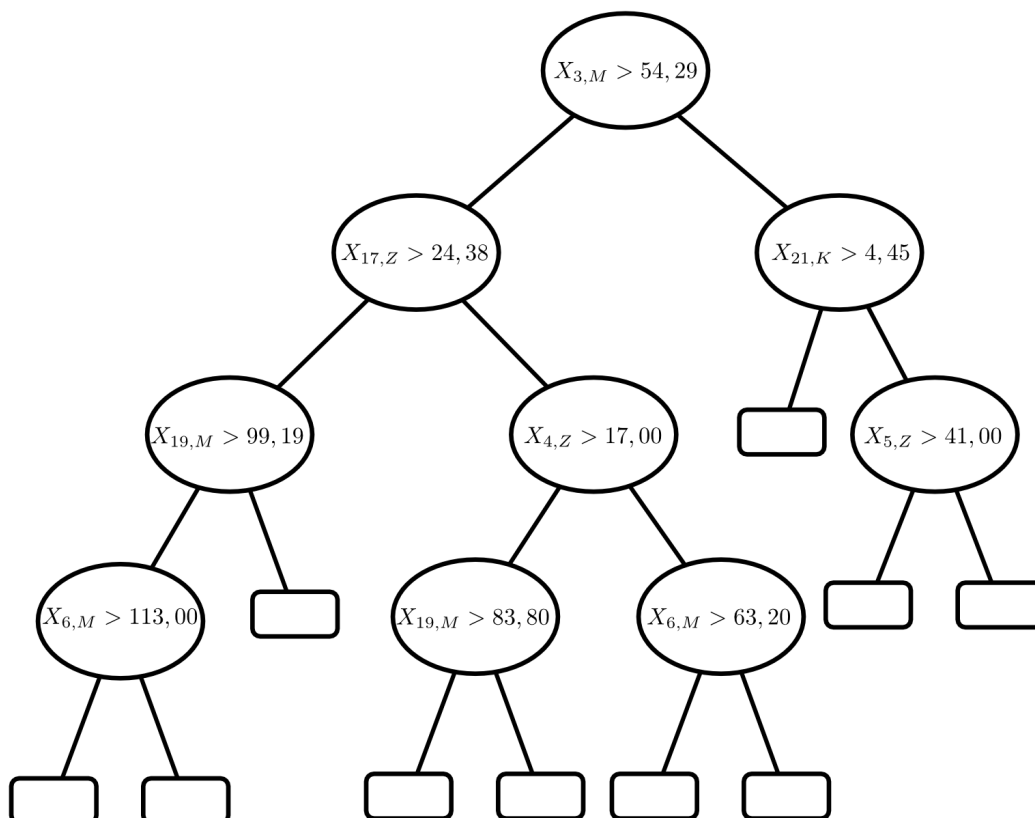 X_{3,M} > 54,29
X_{17,Z} > 24,38
X_{21,K} > 4,45
X_{19,M} > 99,19
X_{4,Z} > 17,00
X_{5,Z} > 41,00
X_{6,M} > 113,00
X_{19,M} > 83,80
X_{6,M} > 63,20